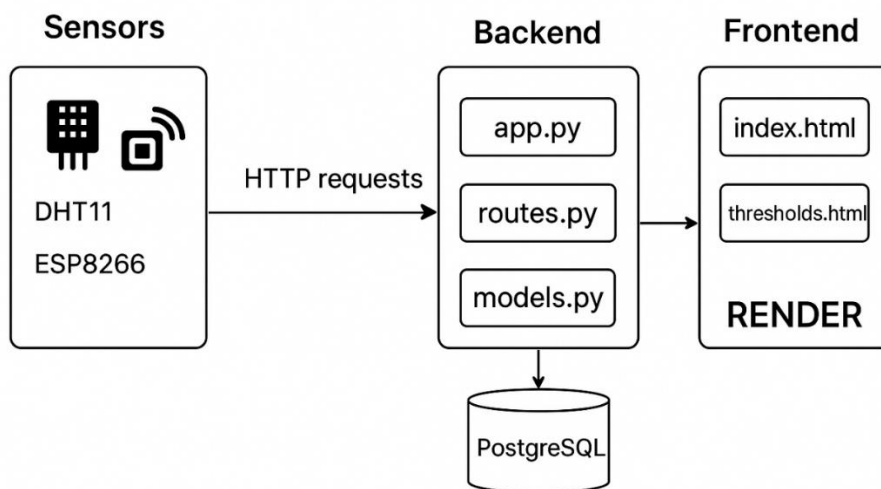 Sensors
DHT11
ESP8266
HTTP requests
Backend
app.py
routes.py
models.py
PostgreSQL
Frontend
index.html
thresholds.html
RENDER